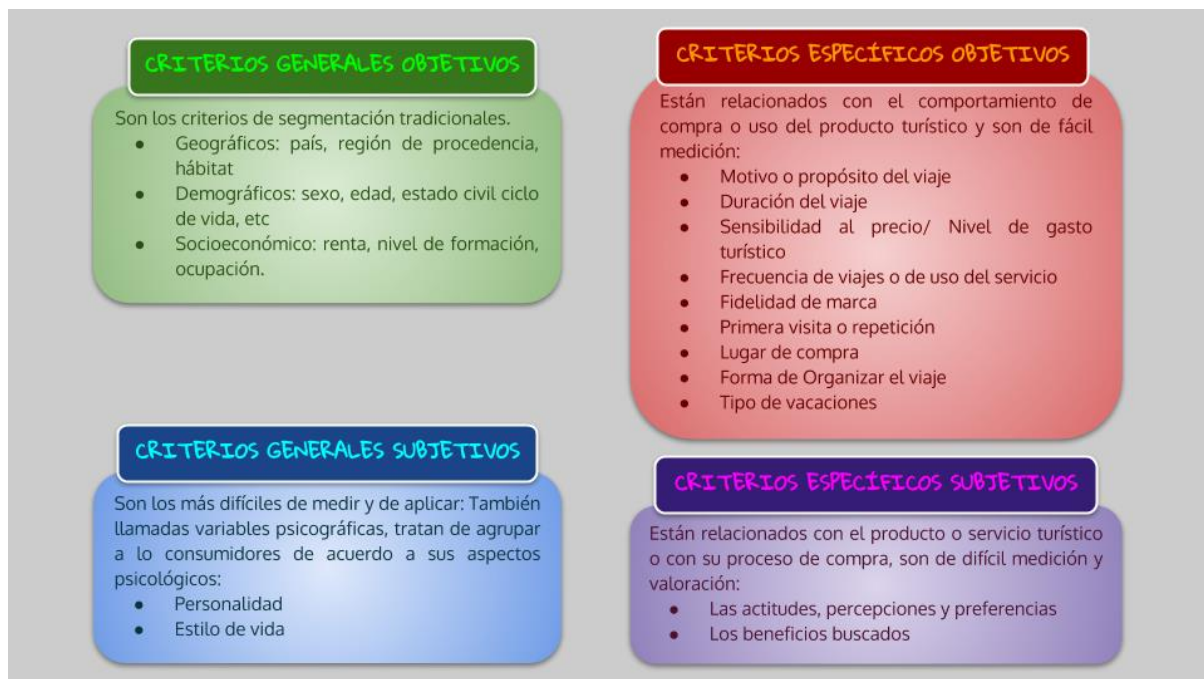 CRITERIOS GENERALES OBJETIVOS
Son los criterios de segmentación tradicionales.
● Geográficos: país, región de procedencia,
hábitat
● Demográficos: sexo, edad, estado civil ciclo
de vida, etc
● Socioeconómico: renta, nivel de formación,
ocupación.
CRITERIOS ESPECÍFICOS OBJETIVOS
Están relacionados con el comportamiento de
compra o uso del producto turístico y son de fácil
medición:
● Motivo o propósito del viaje
● Duración del viaje
● Sensibilidad al precio/ Nivel de gasto
turístico
● Frecuencia de viajes o de uso del servicio
● Fidelidad de marca
● Primera visita o repetición
● Lugar de compra
● Forma de Organizar el viaje
● Tipo de vacaciones
CRITERIOS GENERALES SUBJETIVOS
Son los más difíciles de medir y de aplicar: También
llamadas variables psicográficas, tratan de agrupar
a lo consumidores de acuerdo a sus aspectos
psicológicos:
● Personalidad
● Estilo de vida
CRITERIOS ESPECÍFICOS SUBJETIVOS
Están relacionados con el producto o servicio turístico
o con su proceso de compra, son de difícil medición y
valoración:
● Las actitudes, percepciones y preferencias
● Los beneficios buscados